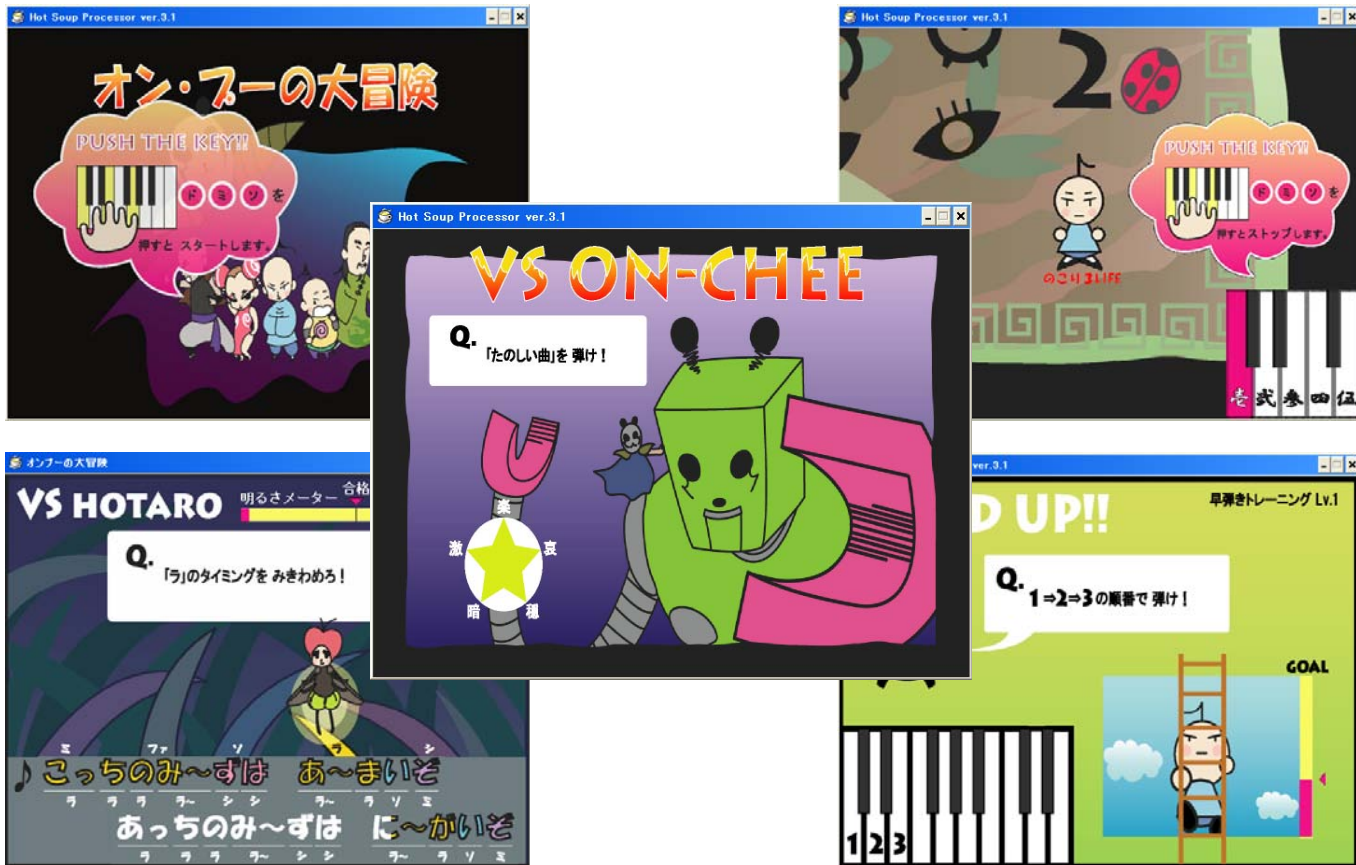 Hot Soup Processor ver.3.1
オン・プーの大冒険
PUSH THE KEY!!
ド ミ ソ を
押すと スタートします。
Hot Soup Processor ver.3.1
2
PUSH THE KEY!!
ド ミ ソ を
押すとストップします。
のこり3LIFE
壱 弐 参 四 伍
Hot Soup Processor ver.3.1
VS ON-CHEE
Q.
「たのしい曲」を 弾け！
楽
激 哀
暗 穏
オンプーの大冒険
VS HOTARO 明るさメーター 合格
Q.
「ラ」のタイミングを みきわめろ！
ミ ファ ソ ラ シ
♪こっちのみ～ずは あ～まいぞ
ラ ラ ラ ラ～ シ シ ラ～ ラ ソ ミ
あっちのみ～ずは に～がいぞ
ラ ラ ラ ラ～ シ シ ラ～ ラ ソ ミ
ver.3.1
D UP!! 早弾きトレーニング Lv.1
Q.
1⇒2⇒3の順番で 弾け！
GOAL
1 2 3